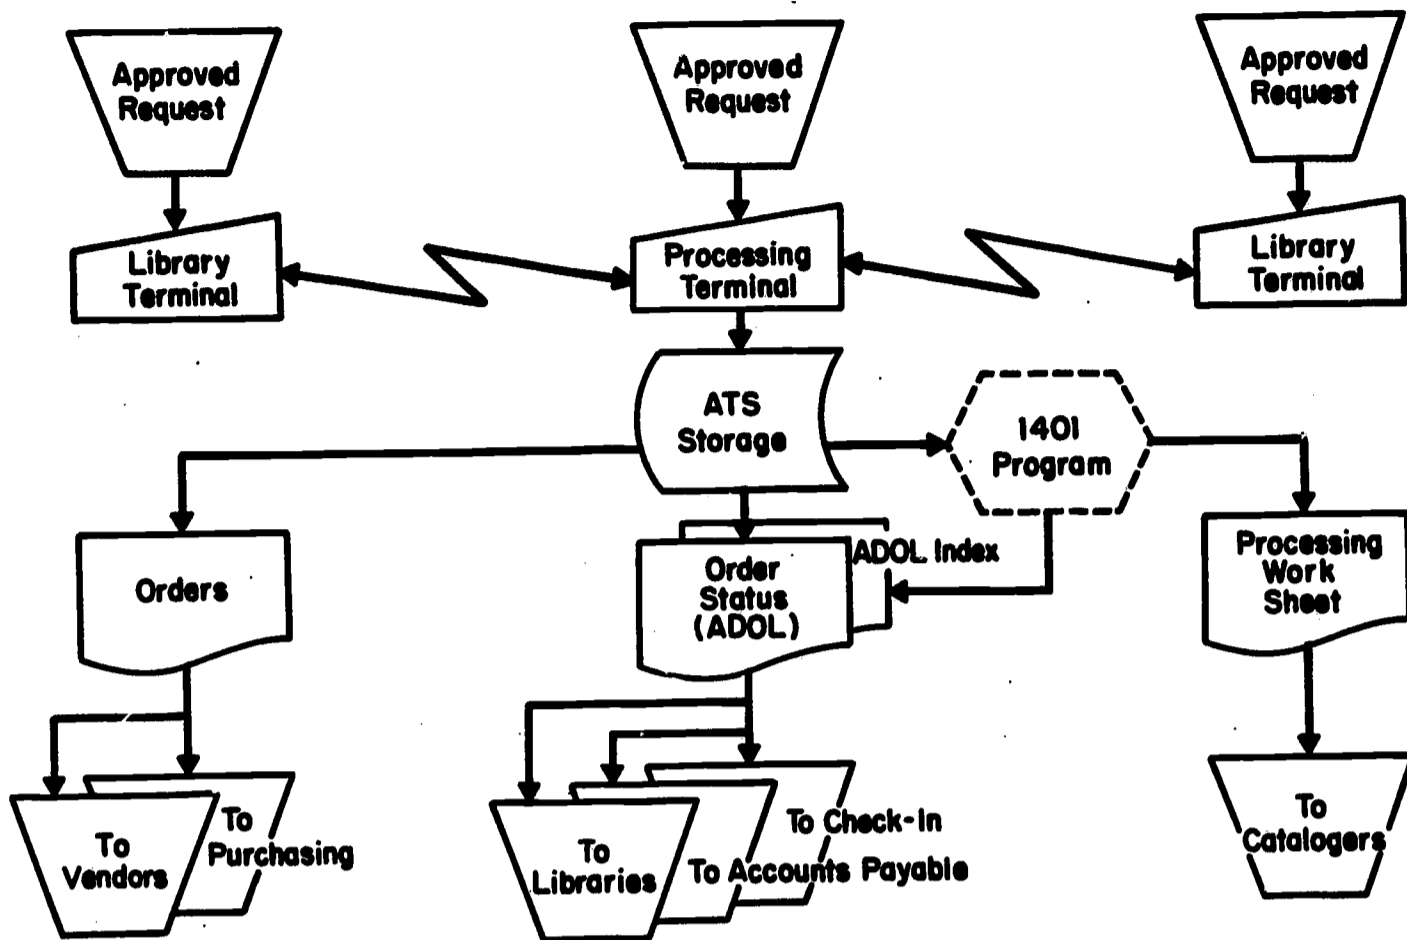 Approved
Request
Approved
Request
Approved
Request
Library
Terminal
Processing
Terminal
Library
Terminal
ATS
Storage
1401
Program
Orders
Order
Status
(ADOL)
ADOL Index
Processing
Work
Sheet
To
Vendors
To
Purchasing
To
Libraries
To Accounts Payable
To Check-In
To
Catalogers